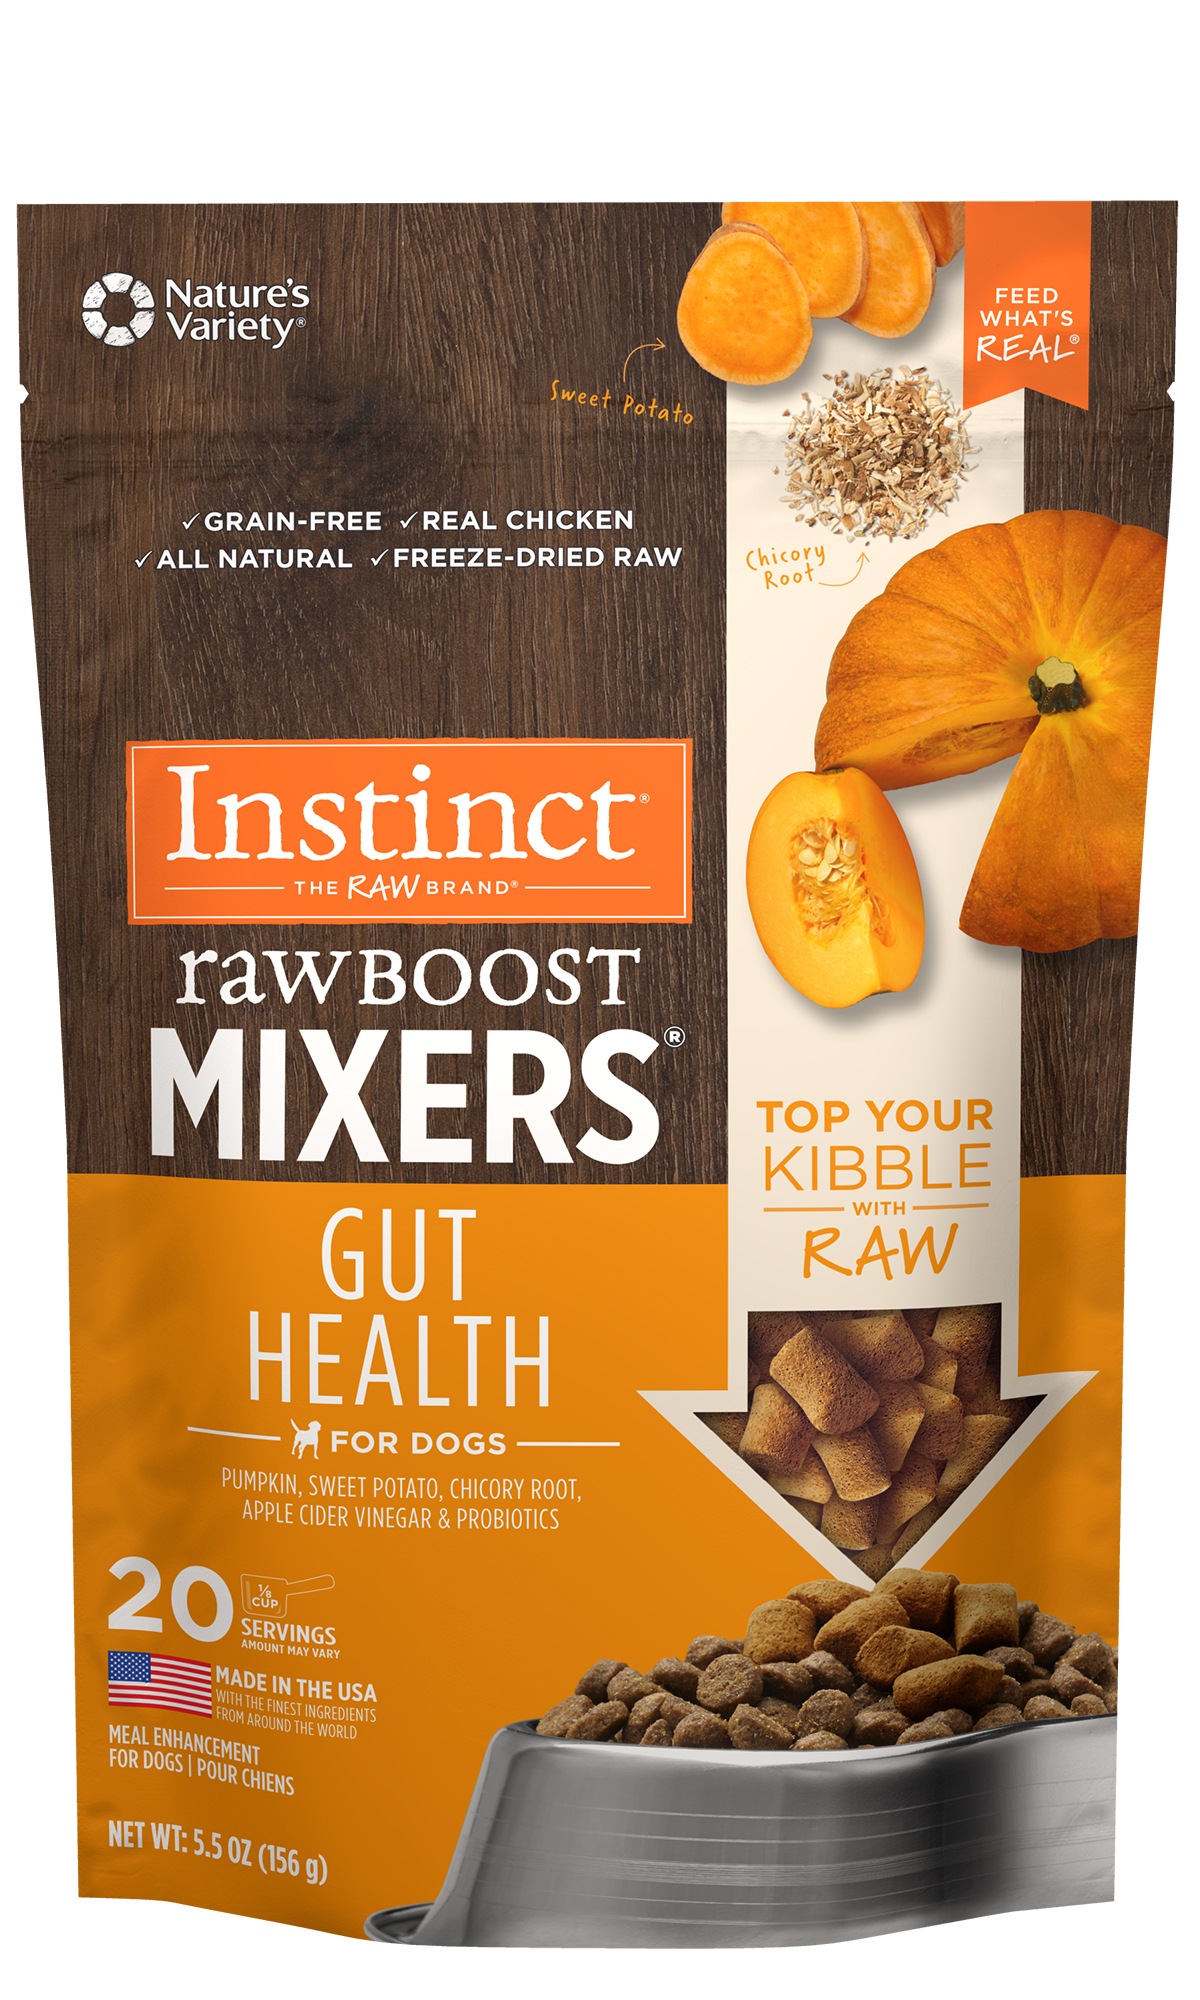 Nature's
Variety®
FEED
WHAT'S
REAL®
Sweet Potato
✓GRAIN-FREE ✓REAL CHICKEN
✓ALL NATURAL ✓FREEZE-DRIED RAW
Chicory
Root
Instinct®
THE RAW BRAND®
raw BOOST
MIXERS®
TOP YOUR
KIBBLE
WITH
RAW
GUT
HEALTH
FOR DOGS
PUMPKIN, SWEET POTATO, CHICORY ROOT,
APPLE CIDER VINEGAR & PROBIOTICS
20
1/8
CUP
SERVINGS
AMOUNT MAY VARY
MADE IN THE USA
WITH THE FINEST INGREDIENTS
FROM AROUND THE WORLD
MEAL ENHANCEMENT
FOR DOGS | POUR CHIENS
NET WT: 5.5 OZ (156 g)